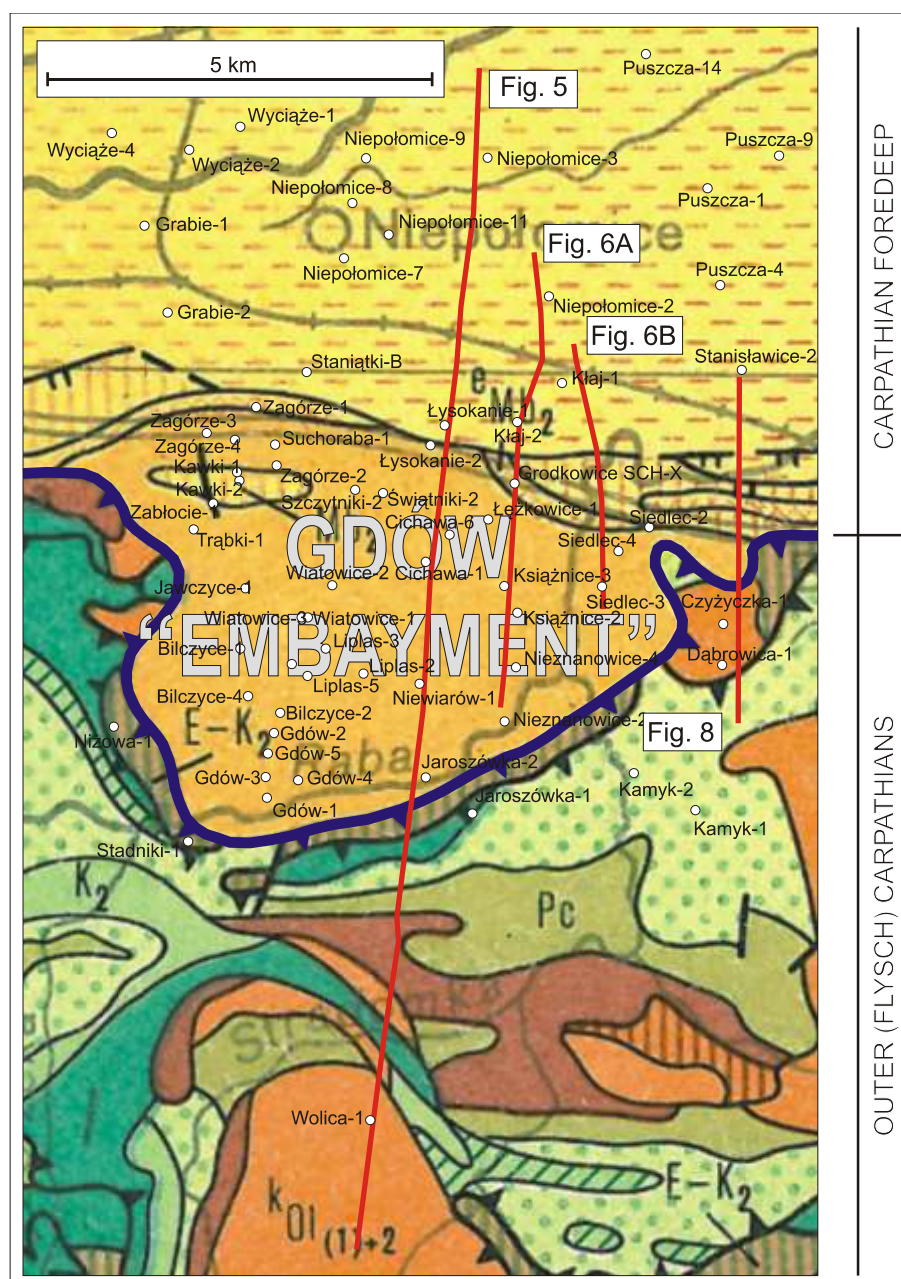 5 km
Puszcza-14
Fig. 5
Wyciąże-1
Wyciąże-4
Niepołomice-9
Puszcza-9
Wyciąże-2
Niepołomice-3
Niepołomice-8
Puszcza-1
Grabie-1
Niepołomice-11
Niepołomice
Fig. 6A
Niepołomice-7
Puszcza-4
Niepołomice-2
Grabie-2
Fig. 6B
Staniątki-B
Stanisławice-2
Kłaj-1
e Mb2
Zagórze-1
Łysokanie-1
Zagórze-3
Kłaj-2
Zagórze-4
Suchoraba-1
Łysokanie-2
Kawki-1
Zagórze-2
Grodkowice SCH-X
Kawki-2
Szczytniki-2
Świątniki-2
Zabłocie-1
Cichawa-6
Łężkowice-1
Siedlec-2
Trąbki-1
GDÓW
Siedlec-4
Wiatowice-2
Cichawa-1
Książnice-3
Jawczyce-1
Siedlec-3
Czyżyczka-1
Wiatowice-3
Wiatowice-1
Książnice-2
“EMBAYMENT”
Bilczyce-1
Liplas-3
Liplas-2
Nieznanowice-4
Dąbrowica-1
Liplas-5
Niewiarów-1
Bilczyce-4
Bilczyce-2
Nieznanowice-2
E-K2
Niżowa-1
Gdów-2
Fig. 8
Gdów-5
Raba
Gdów-3
Gdów-4
Jaroszówka-2
Kamyk-2
Gdów-1
Jaroszówka-1
Kamyk-1
Stadniki-1
K2
Pc
Stradomka
Wolica-1
E-K2
k Ol (1)+2
CARPATHIAN FOREDEEP
OUTER (FLYSCH) CARPATHIANS